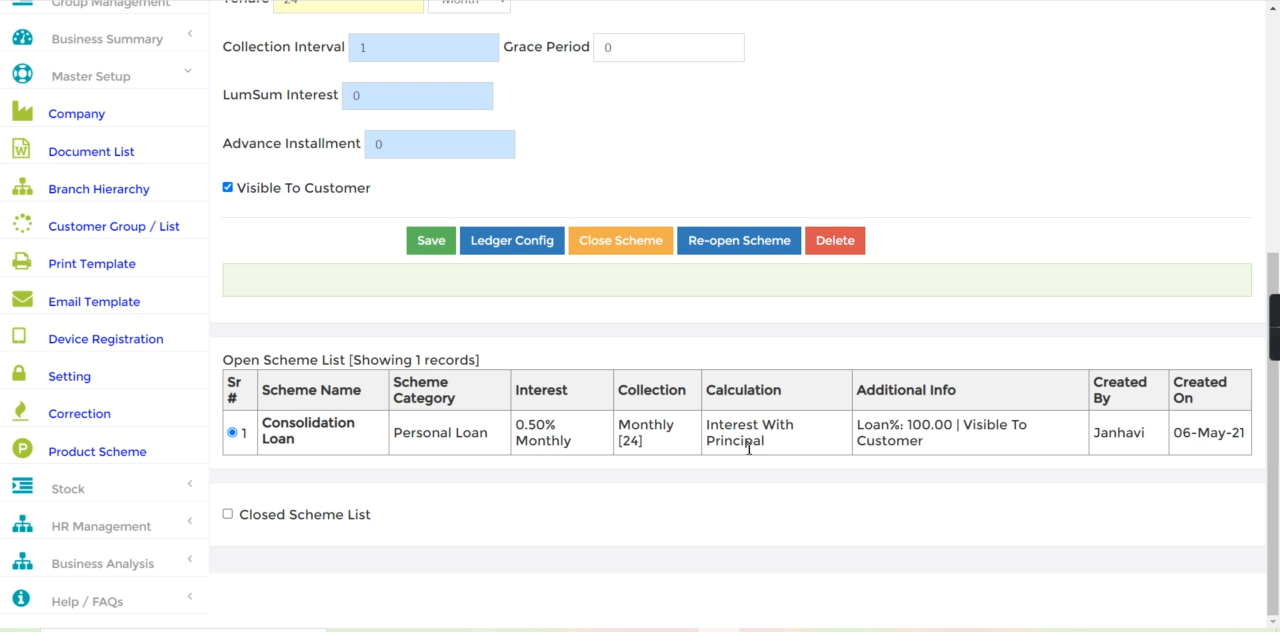 Group Management
Business Summary
Master Setup
Company
Document List
Branch Hierarchy
Customer Group / List
Print Template
Email Template
Device Registration
Setting
Correction
Product Scheme
Stock
HR Management
Business Analysis
Help / FAQs
Tenure 24 Month
Collection Interval 1 Grace Period 0
LumSum Interest 0
Advance Installment 0
Visible To Customer
Save Ledger Config Close Scheme Re-open Scheme Delete
Open Scheme List [Showing 1 records]
Sr # Scheme Name Scheme Category Interest Collection Calculation Additional Info Created By Created On
1 Consolidation Loan Personal Loan 0.50% Monthly Monthly [24] Interest With Principal Loan%: 100.00 | Visible To Customer Janhavi 06-May-21
Closed Scheme List